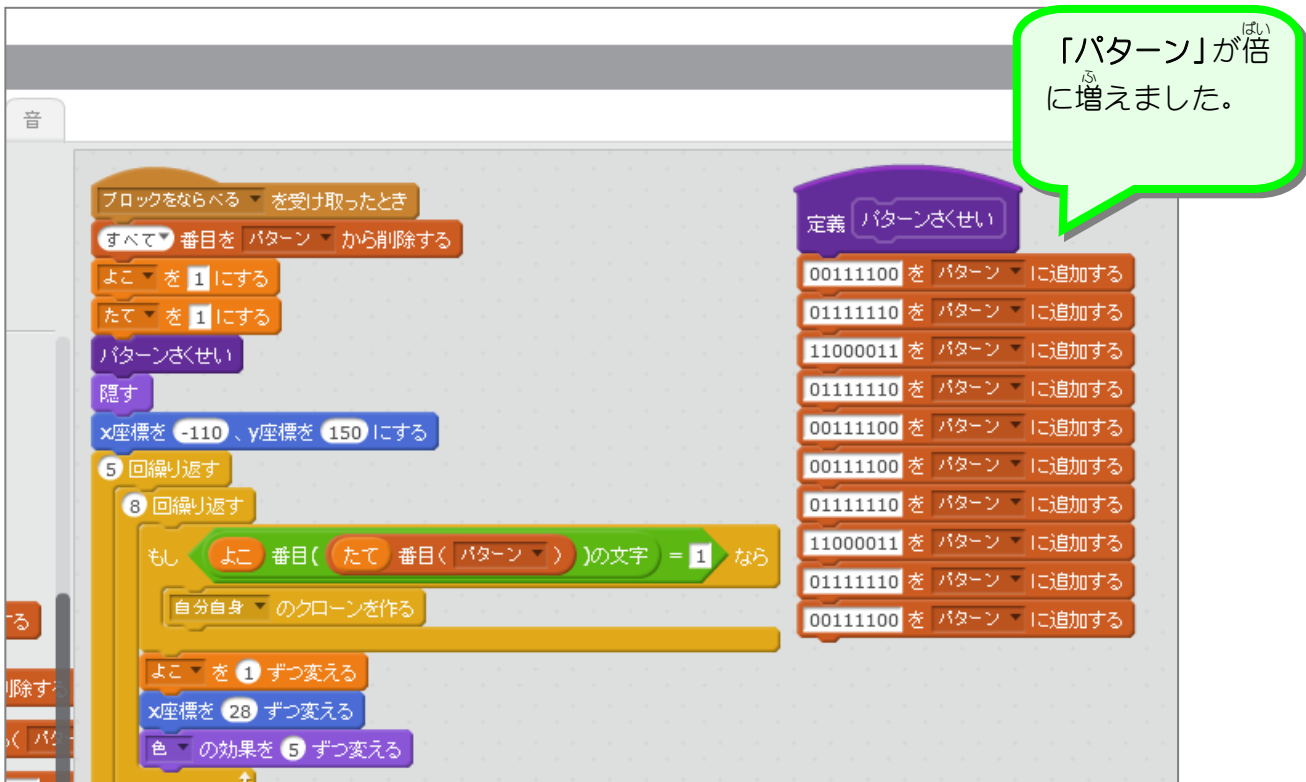 「パターン」が倍
ばい
に増えました。
ふ
音
ブロックをならべる を受け取ったとき
すべて 番目を パターン から削除する
よこ を 1 にする
たて を 1 にする
パターンさくせい
隠す
x座標を -110 、y座標を 150 にする
5 回繰り返す
8 回繰り返す
もし よこ 番目( たて 番目( パターン ) )の文字 = 1 なら
自分自身 のクローンを作る
よこ を 1 ずつ変える
x座標を 28 ずつ変える
色 の効果を 5 ずつ変える
定義 パターンさくせい
00111100 を パターン に追加する
01111110 を パターン に追加する
11000011 を パターン に追加する
01111110 を パターン に追加する
00111100 を パターン に追加する
00111100 を パターン に追加する
01111110 を パターン に追加する
11000011 を パターン に追加する
01111110 を パターン に追加する
00111100 を パターン に追加する
する
削除する